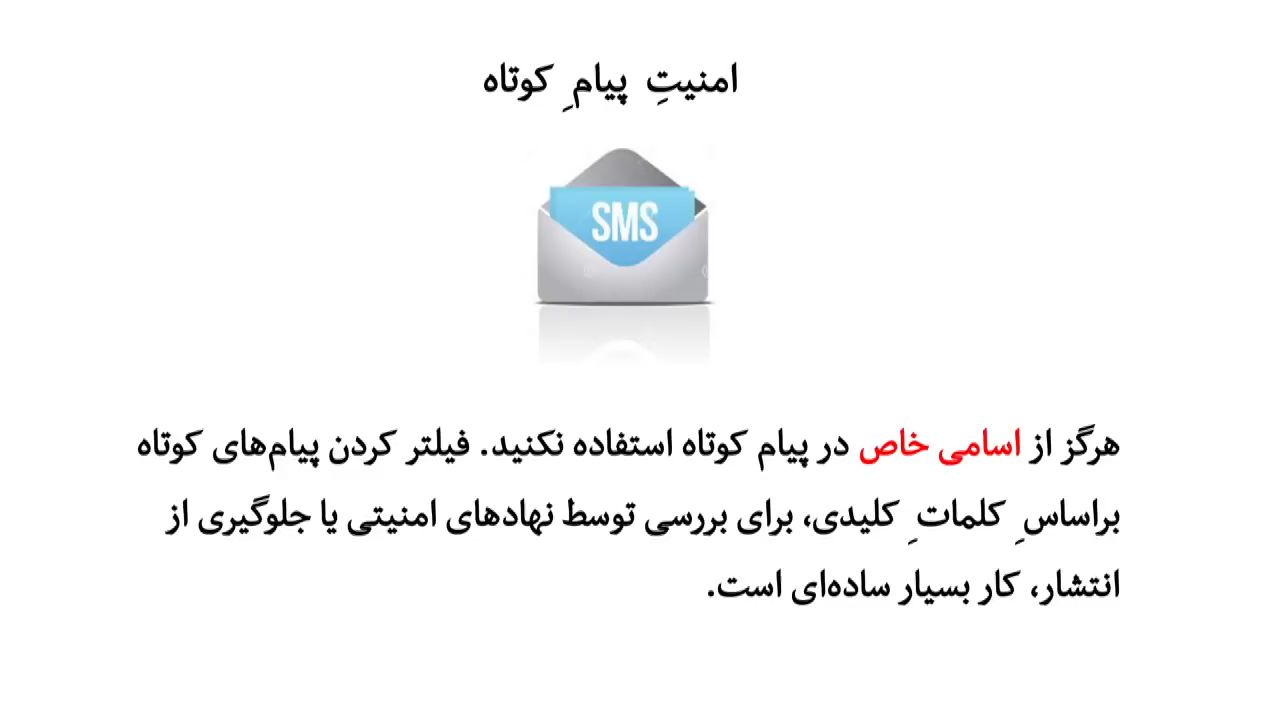 امنیتِ پیامِ کوتاه
SMS
هرگز از اسامی خاص در پیام کوتاه استفاده نکنید. فیلتر کردن پیام‌های کوتاه
براساسِ کلماتِ کلیدی، برای بررسی توسط نهادهای امنیتی یا جلوگیری از
انتشار، کار بسیار ساده‌ای است.